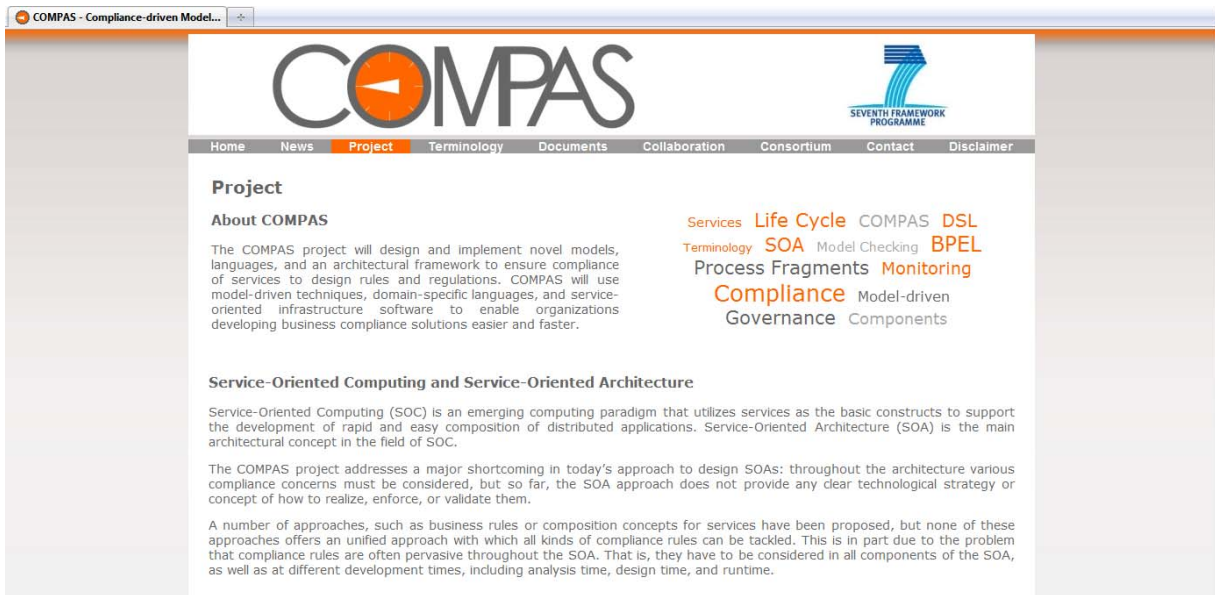 COMPAS - Compliance-driven Model...
COMPAS
SEVENTH FRAMEWORK
PROGRAMME
Home News Project Terminology Documents Collaboration Consortium Contact Disclaimer
Project
About COMPAS
The COMPAS project will design and implement novel models,
languages, and an architectural framework to ensure compliance
of services to design rules and regulations. COMPAS will use
model-driven techniques, domain-specific languages, and service-
oriented infrastructure software to enable organizations
developing business compliance solutions easier and faster.
Services Life Cycle COMPAS DSL
Terminology SOA Model Checking BPEL
Process Fragments Monitoring
Compliance Model-driven
Governance Components
Service-Oriented Computing and Service-Oriented Architecture
Service-Oriented Computing (SOC) is an emerging computing paradigm that utilizes services as the basic constructs to support
the development of rapid and easy composition of distributed applications. Service-Oriented Architecture (SOA) is the main
architectural concept in the field of SOC.
The COMPAS project addresses a major shortcoming in today's approach to design SOAs: throughout the architecture various
compliance concerns must be considered, but so far, the SOA approach does not provide any clear technological strategy or
concept of how to realize, enforce, or validate them.
A number of approaches, such as business rules or composition concepts for services have been proposed, but none of these
approaches offers an unified approach with which all kinds of compliance rules can be tackled. This is in part due to the problem
that compliance rules are often pervasive throughout the SOA. That is, they have to be considered in all components of the SOA,
as well as at different development times, including analysis time, design time, and runtime.